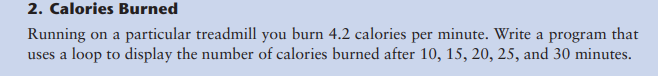 2. Calories Burned
Running on a particular treadmill you burn 4.2 calories per minute. Write a program that
uses a loop to display the number of calories burned after 10, 15, 20, 25, and 30 minutes.